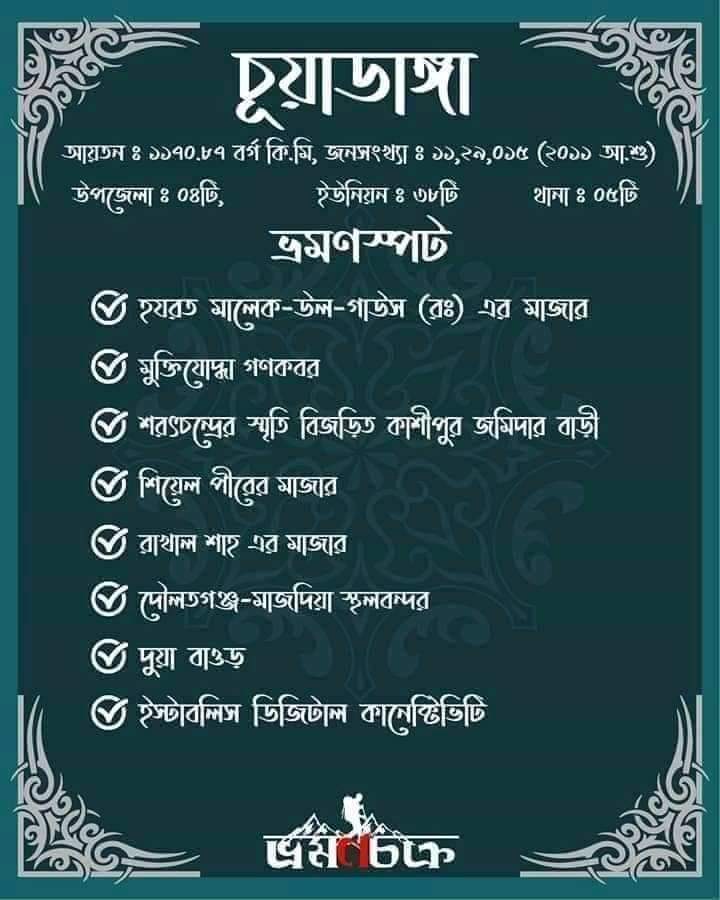 চূয়াডাঙ্গা
আয়তন ঃ ১১৭০.৮৭ বর্গ কি.মি, জনসংখ্যা ঃ ১১,২৯,০১৫ (২০১১ আ.শু)
উপজেলা ঃ ০৪টি, ইউনিয়ন ঃ ৩৮টি থানা ঃ ০৫টি
ভ্রমণস্পট
হযরত মালেক-উল-গাউস (রঃ) এর মাজার
মুক্তিযোদ্ধা গণকবর
শরৎচন্দ্রের স্মৃতি বিজড়িত কাশীপুর জমিদার বাড়ী
শিয়েল পীরের মাজার
রাখাল শাহ এর মাজার
দৌলতগঞ্জ-মাজদিয়া স্থলবন্দর
দুয়া বাওড়
ইস্টাবলিস ডিজিটাল কানেক্টিভিটি
ভ্রমণচক্র